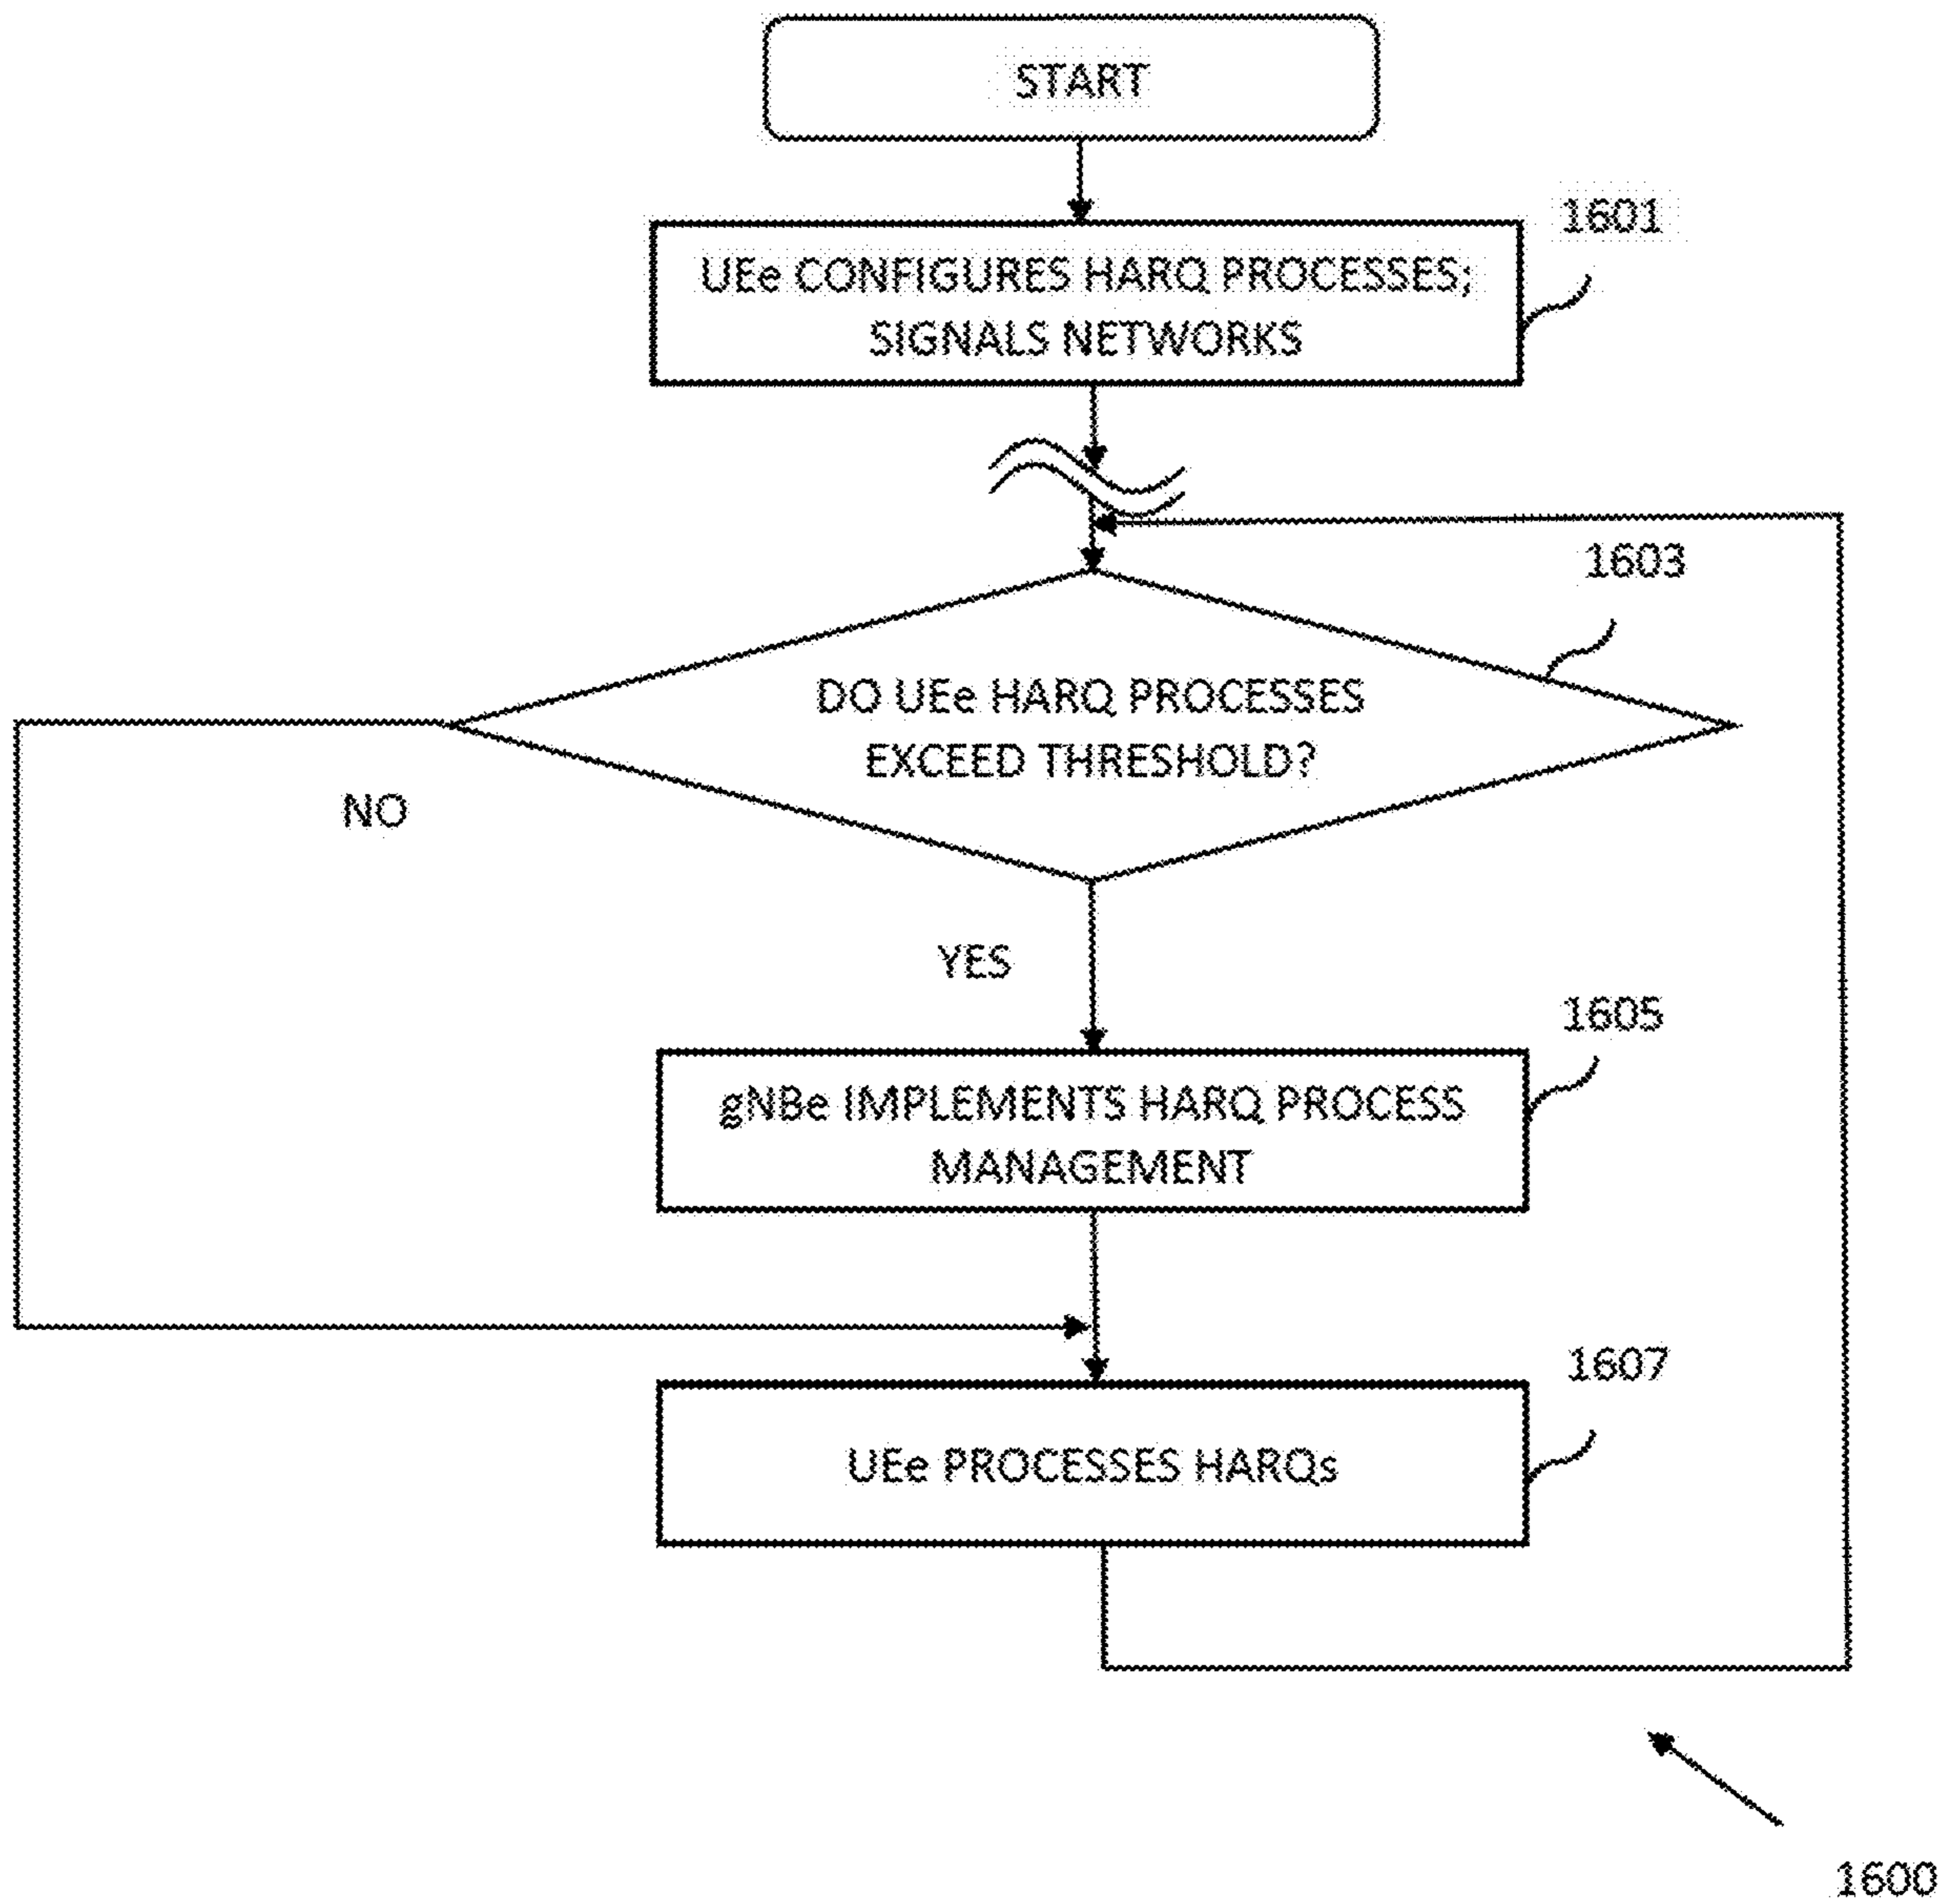 START
1601
UEe CONFIGURES HARQ PROCESSES;
SIGNALS NETWORKS
1603
DO UEe HARQ PROCESSES
EXCEED THRESHOLD?
NO
YES
1605
gNBe IMPLEMENTS HARQ PROCESS
MANAGEMENT
1607
UEe PROCESSES HARQs
1600